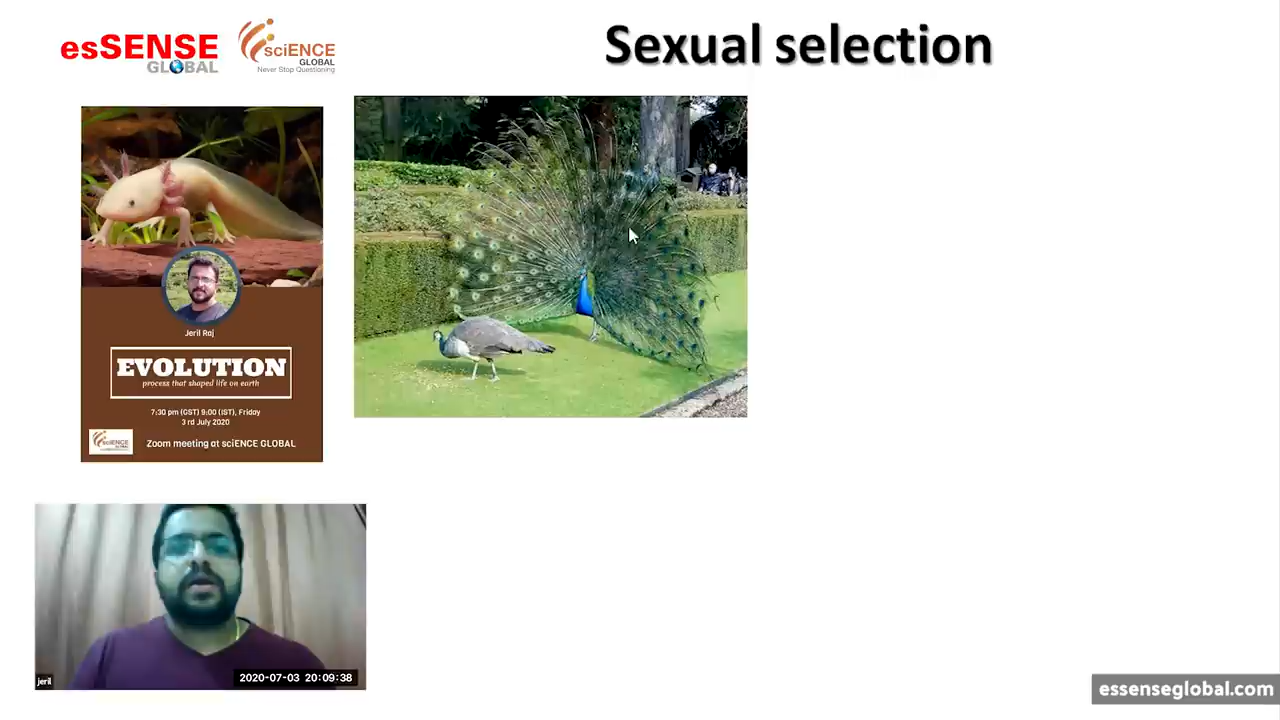 Sexual selection
esSENSE
GLOBAL
sciENCE
GLOBAL
Never Stop Questioning
Jeril Raj
EVOLUTION
process that shaped life on earth
7:30 pm (GST) 9:00 (IST), Friday
3 rd July 2020
sciENCE
GLOBAL
Zoom meeting at sciENCE GLOBAL
jeril
2020-07-03 20:09:38
essenseglobal.com